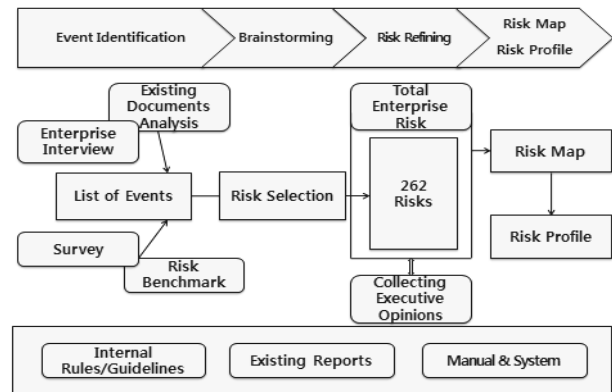 Event Identification
Brainstorming
Risk Refining
Risk Map
Risk Profile
Existing
Documents
Analysis
Enterprise
Interview
List of Events
Survey
Risk
Benchmark
Risk Selection
Total
Enterprise
Risk
262
Risks
Collecting
Executive
Opinions
Risk Map
Risk Profile
Internal
Rules/Guidelines
Existing Reports
Manual & System